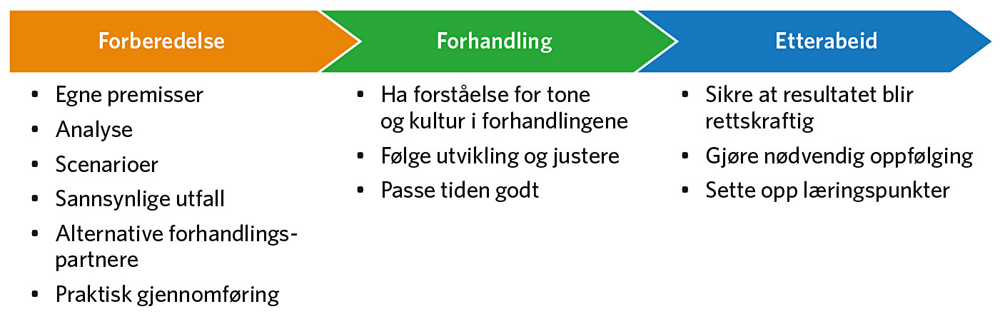 Forberedelse
• Egne premisser
• Analyse
• Scenarioer
• Sannsynlige utfall
• Alternative forhandlings-
partnere
• Praktisk gjennomføring
Forhandling
• Ha forståelse for tone
og kultur i forhandlingene
• Følge utvikling og justere
• Passe tiden godt
Etterabeid
• Sikre at resultatet blir
rettskraftig
• Gjøre nødvendig oppfølging
• Sette opp læringspunkter